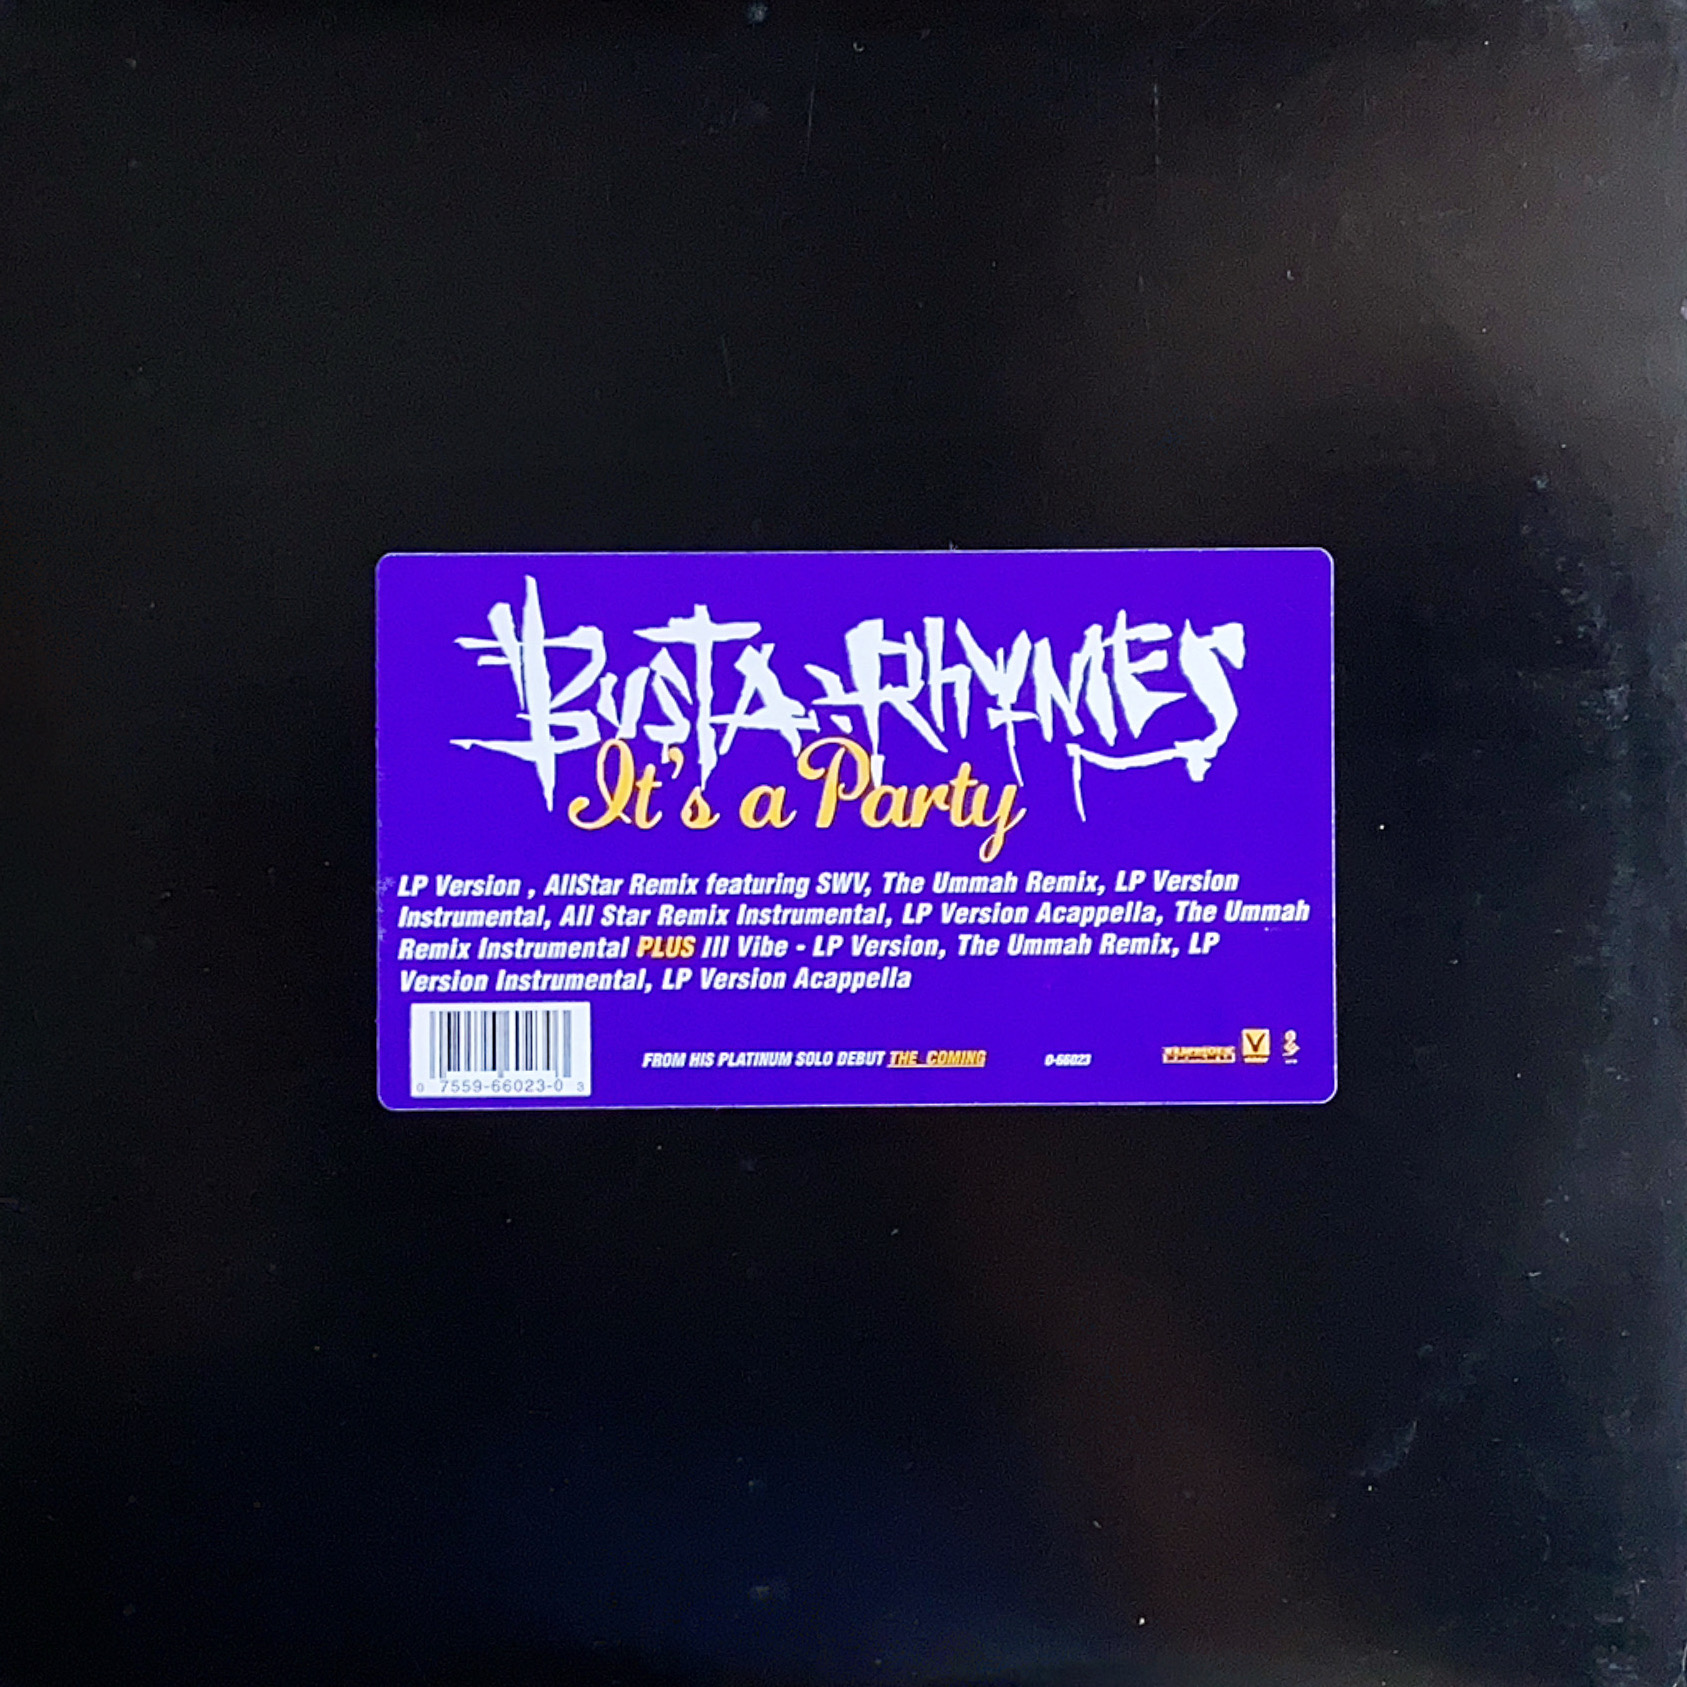 BUSTA RHYMES
It's a Party
LP Version , AllStar Remix featuring SWV, The Ummah Remix, LP Version
Instrumental, All Star Remix Instrumental, LP Version Acappella, The Ummah
Remix Instrumental PLUS Ill Vibe - LP Version, The Ummah Remix, LP
Version Instrumental, LP Version Acappella
FROM HIS PLATINUM SOLO DEBUT THE COMING
0-66023
0 7559-66023-0 3